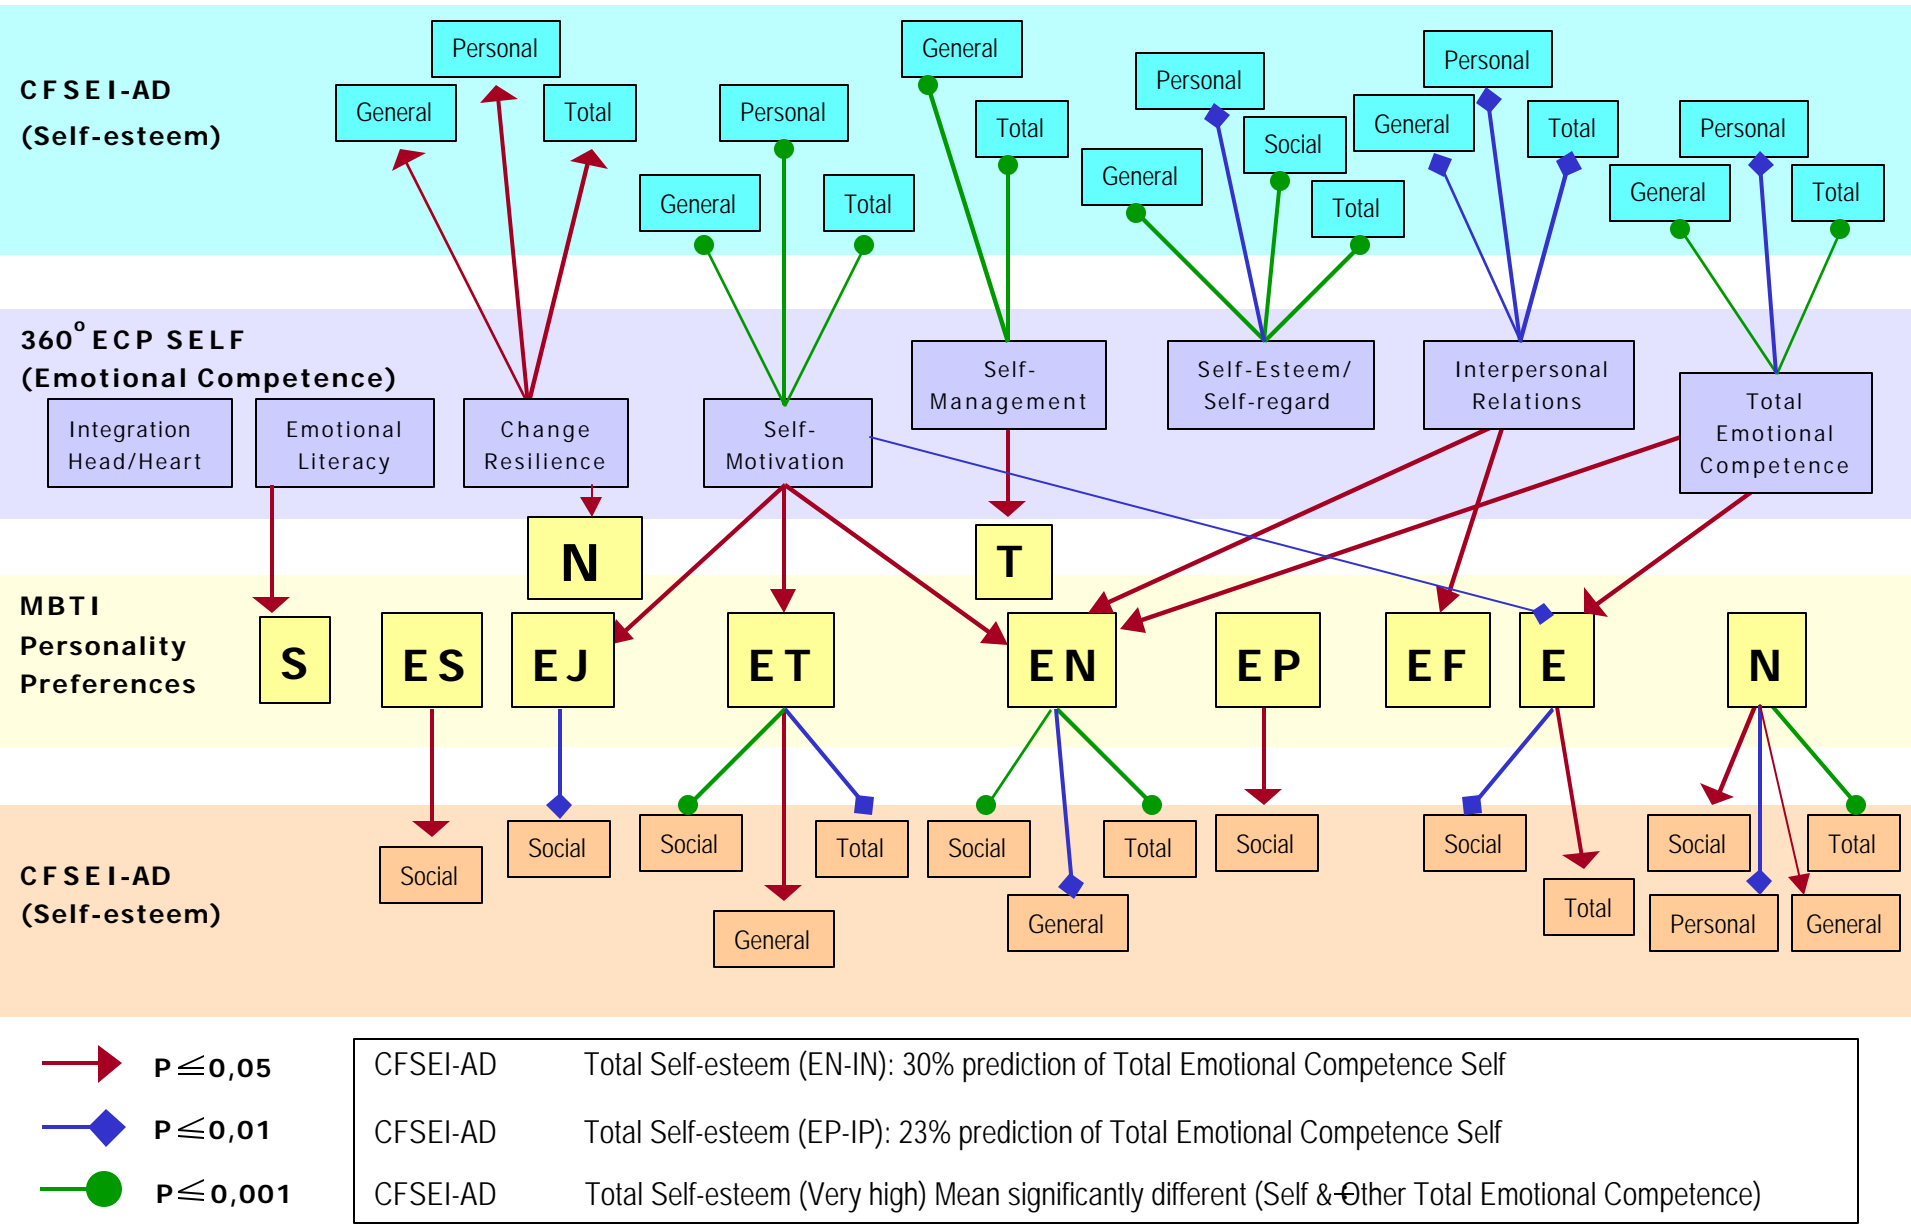 Personal
General
General
Total
CFSEI-AD
(Self-esteem)
Personal
General
Total
Total
Personal
General
Social
Total
Personal
General
Total
Personal
General
Total
360° ECP SELF
(Emotional Competence)
Integration
Head/Heart
Emotional
Literacy
Change
Resilience
Self-
Motivation
Self-
Management
Self-Esteem/
Self-regard
Interpersonal
Relations
Total
Emotional
Competence
N
T
MBTI
Personality
Preferences
S
ES
EJ
ET
EN
EP
EF
E
N
CFSEI-AD
(Self-esteem)
Social
Social
Social
General
Total
Social
General
Total
Social
Social
Total
Social
Personal
General
Total
P≤0,05
P≤0,01
P≤0,001
CFSEI-AD Total Self-esteem (EN-IN): 30% prediction of Total Emotional Competence Self
CFSEI-AD Total Self-esteem (EP-IP): 23% prediction of Total Emotional Competence Self
CFSEI-AD Total Self-esteem (Very high) Mean significantly different (Self & Other Total Emotional Competence)